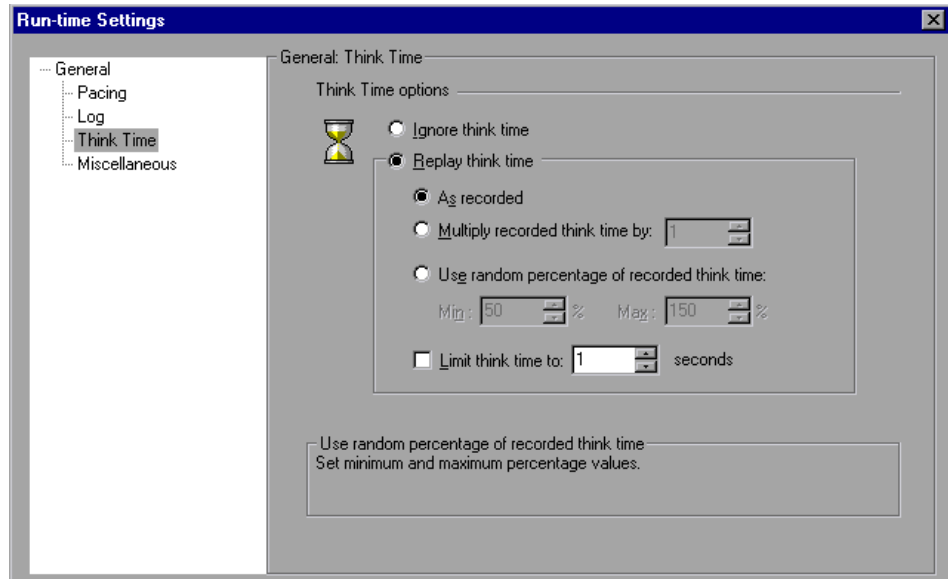 Run-time Settings
General
Pacing
Log
Think Time
Miscellaneous
General: Think Time
Think Time options
Ignore think time
Replay think time
As recorded
Multiply recorded think time by: 1
Use random percentage of recorded think time:
Min: 50 % Max: 150 %
Limit think time to: 1 seconds
Use random percentage of recorded think time
Set minimum and maximum percentage values.